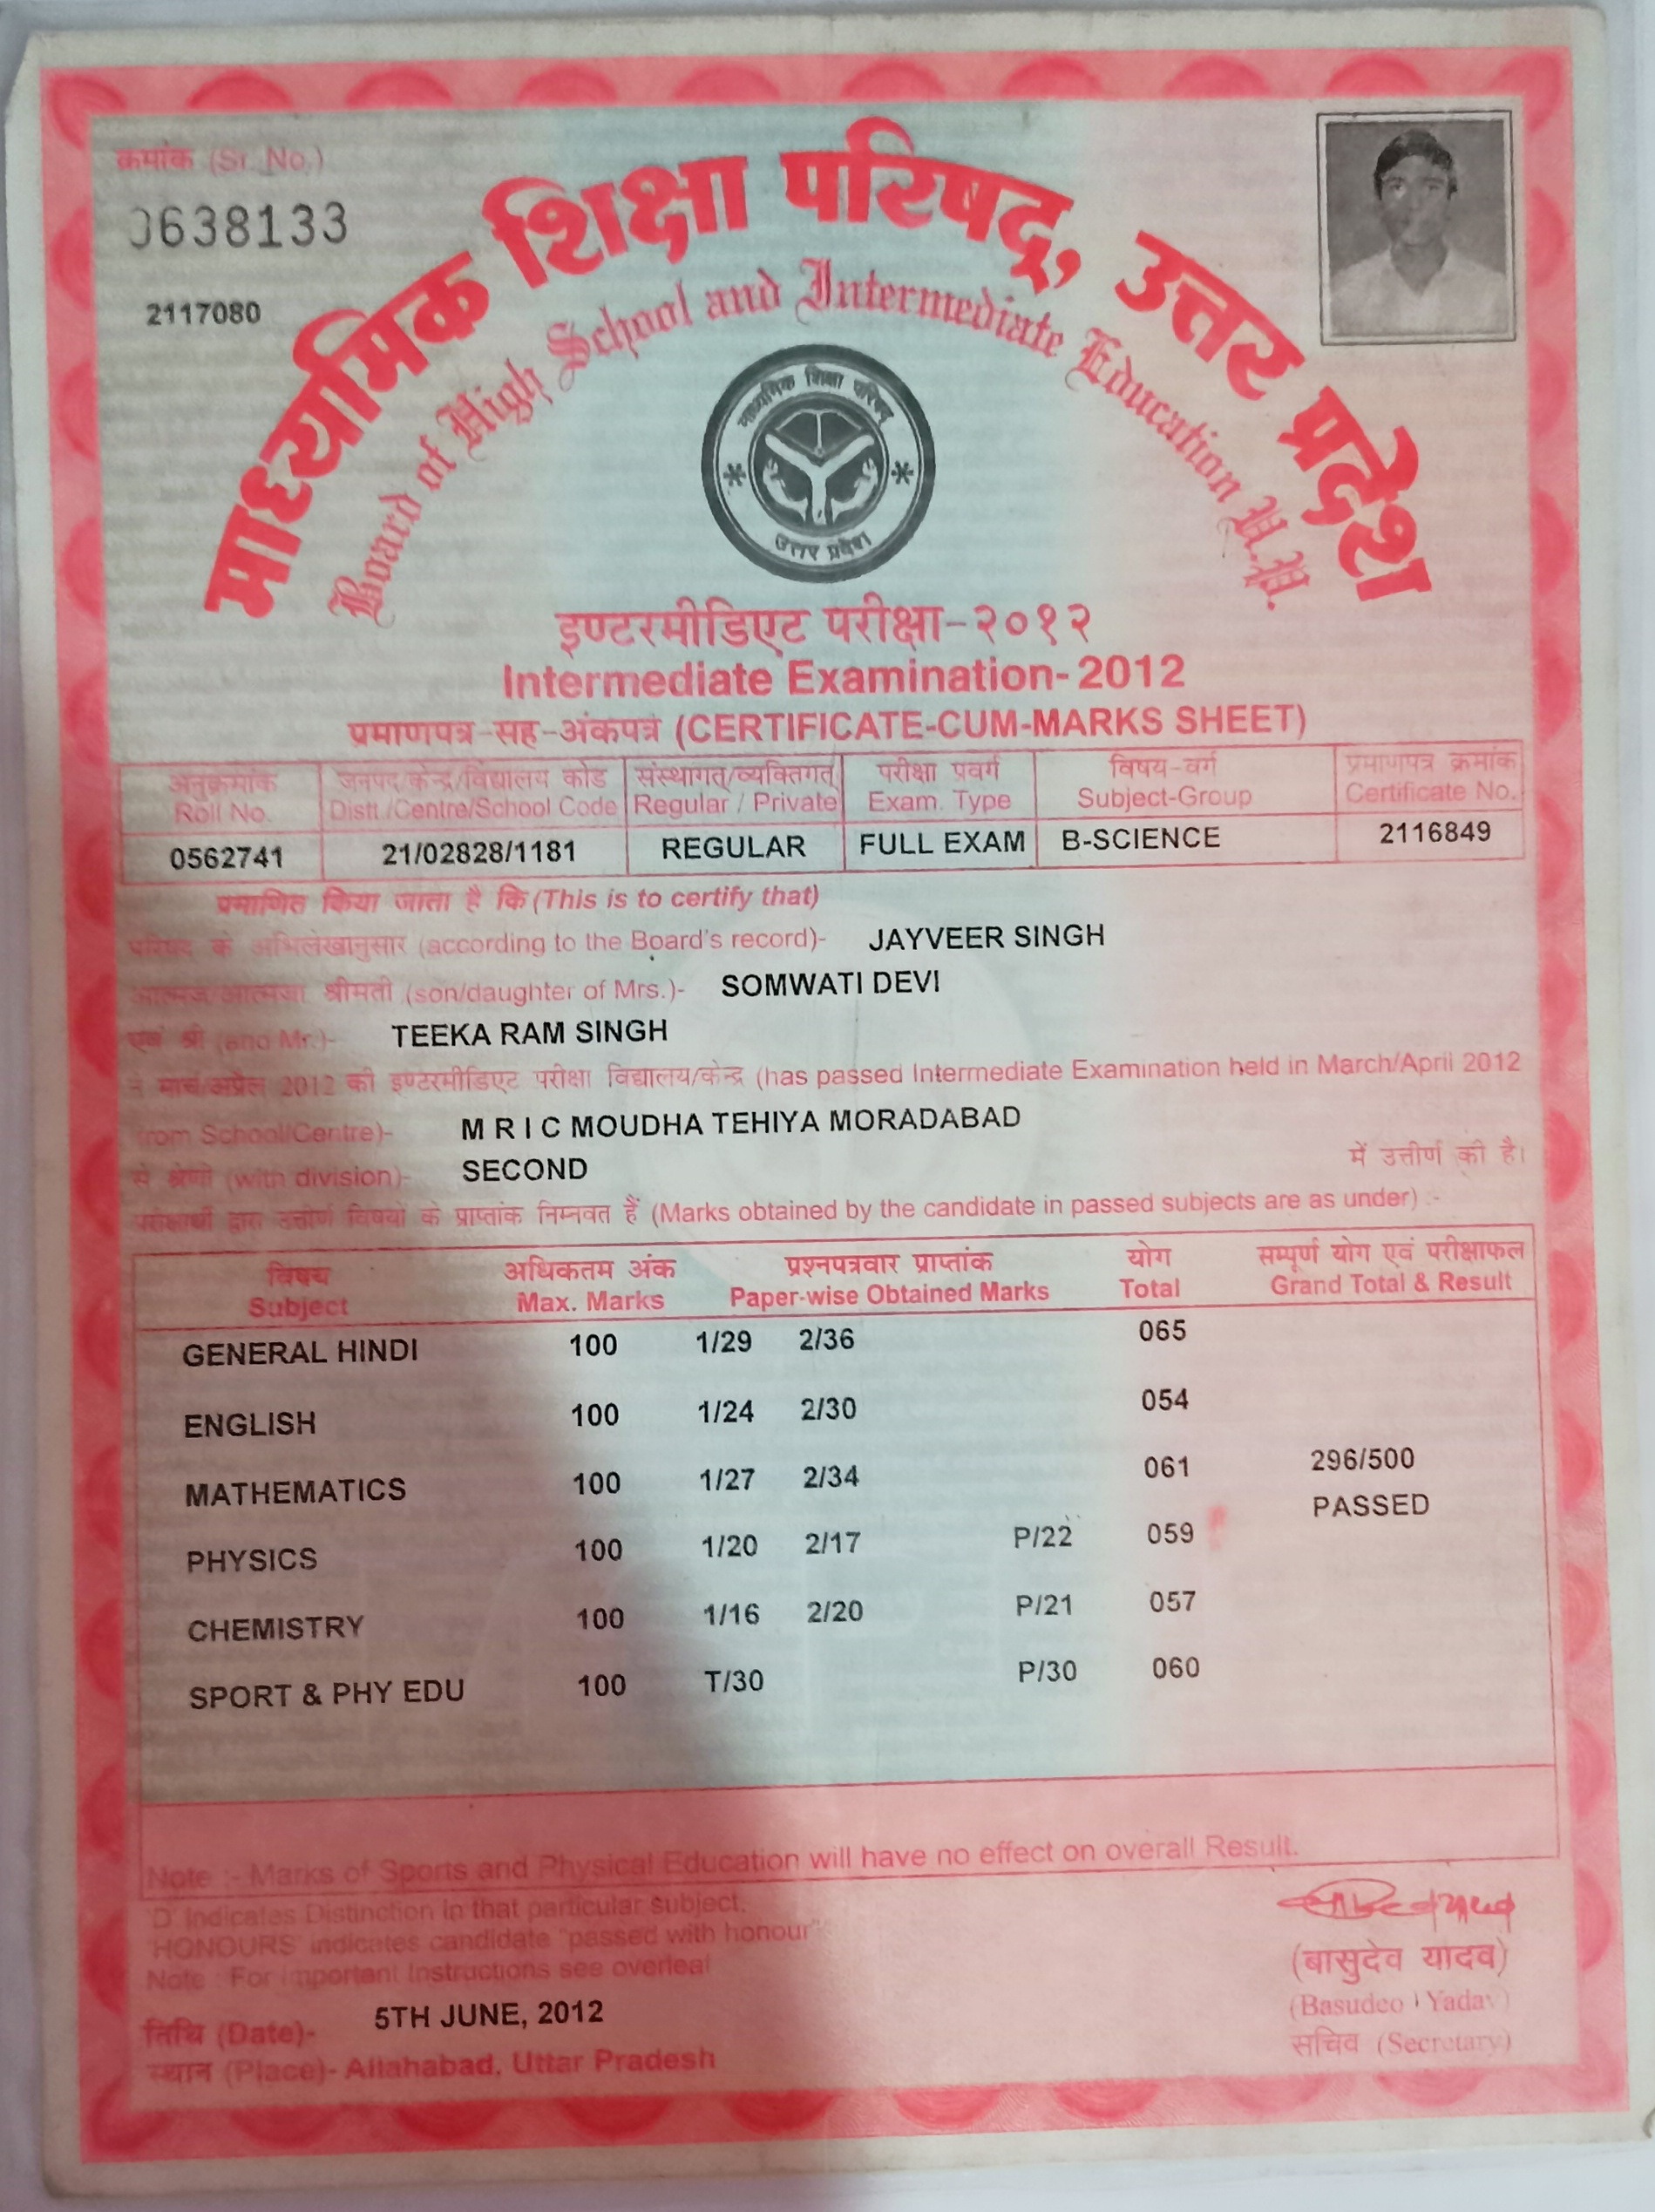 क्रमांक (Sr. No.)
0638133
2117080
माध्यमिक शिक्षा परिषद्, उत्तर प्रदेश
Board of High School and Intermediate Education U.P.
माध्यमिक शिक्षा परिषद्
उत्तर प्रदेश
इण्टरमीडिएट परीक्षा-२०१२
Intermediate Examination- 2012
प्रमाणपत्र-सह-अंकपत्र (CERTIFICATE-CUM-MARKS SHEET)
अनुक्रमांक जनपद/केन्द्र/विद्यालय कोड संस्थागत्/व्यक्तिगत् परीक्षा प्रवर्ग विषय-वर्ग प्रमाणपत्र क्रमांक
Roll No. Distt./Centre/School Code Regular / Private Exam. Type Subject-Group Certificate No.
0562741 21/02828/1181 REGULAR FULL EXAM B-SCIENCE 2116849
प्रमाणित किया जाता है कि (This is to certify that)
परिषद के अभिलेखानुसार (according to the Board's record)- JAYVEER SINGH
आत्मज/आत्मजा श्रीमती (son/daughter of Mrs.)- SOMWATI DEVI
एवं श्री (and Mr.)- TEEKA RAM SINGH
ने मार्च/अप्रैल 2012 की इण्टरमीडिएट परीक्षा विद्यालय/केन्द्र (has passed Intermediate Examination held in March/April 2012
from School/Centre)- M R I C MOUDHA TEHIYA MORADABAD
से श्रेणी (with division)- SECOND में उत्तीर्ण की है।
परीक्षार्थी द्वारा उत्तीर्ण विषयों के प्राप्तांक निम्नवत हैं (Marks obtained by the candidate in passed subjects are as under) :-
विषय अधिकतम अंक प्रश्नपत्रवार प्राप्तांक योग सम्पूर्ण योग एवं परीक्षाफल
Subject Max. Marks Paper-wise Obtained Marks Total Grand Total & Result
GENERAL HINDI 100 1/29 2/36 065
ENGLISH 100 1/24 2/30 054
MATHEMATICS 100 1/27 2/34 061 296/500
PASSED
PHYSICS 100 1/20 2/17 P/22 059
CHEMISTRY 100 1/16 2/20 P/21 057
SPORT & PHY EDU 100 T/30 P/30 060
Note :- Marks of Sports and Physical Education will have no effect on overall Result.
'D' Indicates Distinction in that particular subject.
'HONOURS' indicates candidate "passed with honour"
Note : For Important Instructions see overleaf
(बासुदेव यादव)
(Basudeo Yadav)
सचिव (Secretary)
तिथि (Date)- 5TH JUNE, 2012
स्थान (Place)- Allahabad, Uttar Pradesh